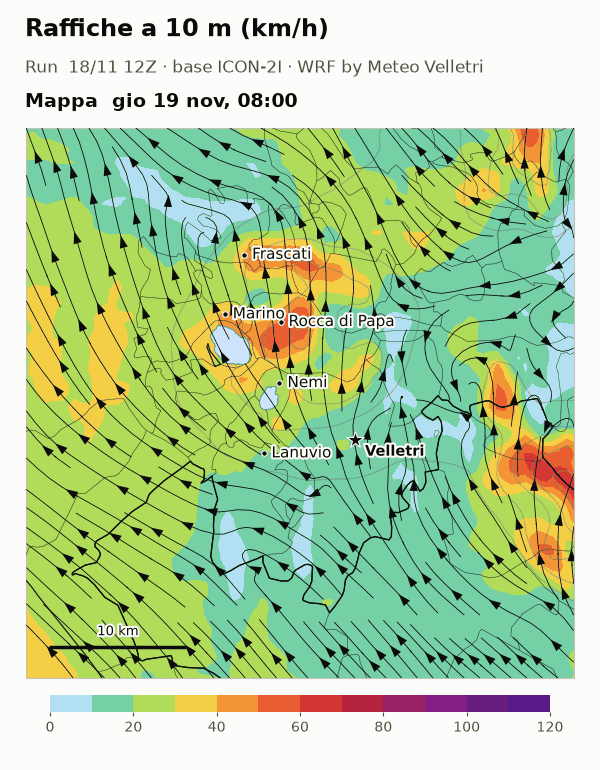 Raffiche a 10 m (km/h)
Run  18/11 12Z · base ICON-2I · WRF by Meteo Velletri
Mappa  gio 19 nov, 08:00
Frascati
Marino
Rocca di Papa
Nemi
Velletri
Lanuvio
10 km
0 20 40 60 80 100 120